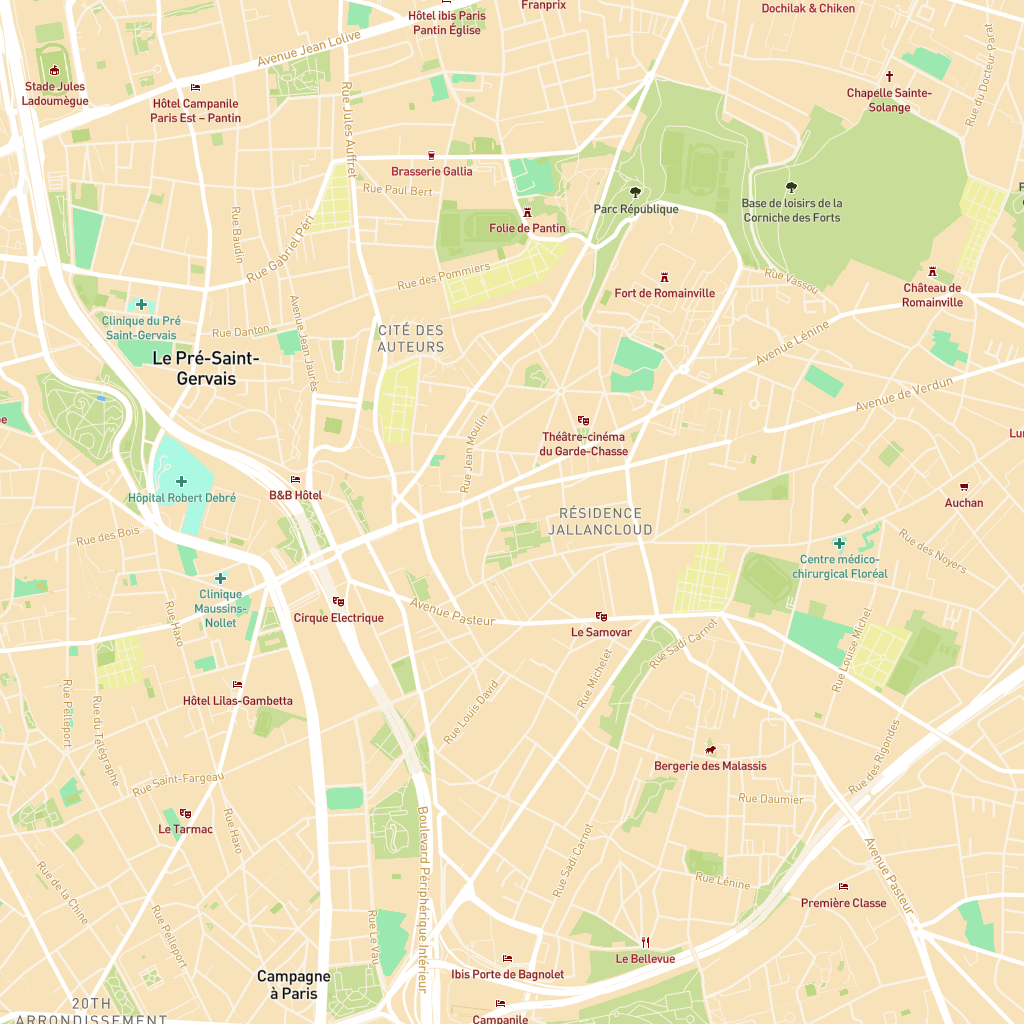 Franprix
Dochilak & Chiken
Hôtel ibis Paris
Pantin Église
Avenue Jean Lolive
Stade Jules
Ladoumègue
Hôtel Campanile
Paris Est – Pantin
Rue Jules Auffret
Chapelle Sainte-
Solange
Rue du Docteur Parat
Brasserie Gallia
Rue Paul Bert
Parc République
Base de loisirs de la
Corniche des Forts
Folie de Pantin
Rue Baudin
Rue Gabriel Péri
Rue des Pommiers
Fort de Romainville
Rue Vassou
Château de
Romainville
Clinique du Pré
Saint-Gervais
Rue Danton
Avenue Jean Jaurès
CITÉ DES
AUTEURS
Avenue Lénine
Le Pré-Saint-
Gervais
Avenue de Verdun
Rue Jean Moulin
Théâtre-cinéma
du Garde-Chasse
Hôpital Robert Debré
B&B Hôtel
Auchan
RÉSIDENCE
JALLANCLOUD
Rue des Bois
Rue des Noyers
Centre médico-
chirurgical Floréal
Clinique
Maussins-
Nollet
Cirque Electrique
Avenue Pasteur
Le Samovar
Rue Haxo
Rue Sadi Carnot
Rue Louise Michel
Rue Michelet
Hôtel Lilas-Gambetta
Rue Pelleport
Rue du Télégraphe
Rue Louis David
Bergerie des Malassis
Rue des Rigondes
Rue Saint-Fargeau
Rue Daumier
Le Tarmac
Rue Haxo
Boulevard Périphérique Intérieur
Rue Sadi Carnot
Avenue Pasteur
Rue de la Chine
Rue Lénine
Première Classe
Rue Pelleport
Rue Le Vau
Le Bellevue
Campagne
à Paris
Ibis Porte de Bagnolet
20TH
ARRONDISSEMENT
Campanile